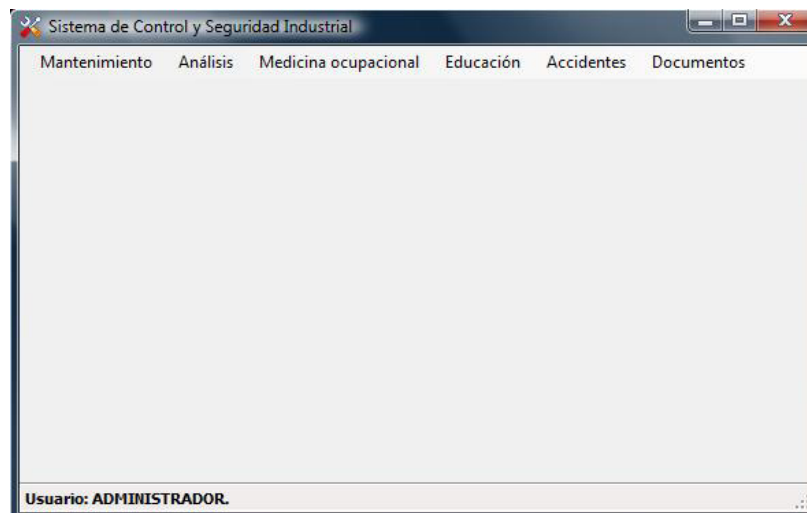 Sistema de Control y Seguridad Industrial
Mantenimiento Análisis Medicina ocupacional Educación Accidentes Documentos
Usuario: ADMINISTRADOR.